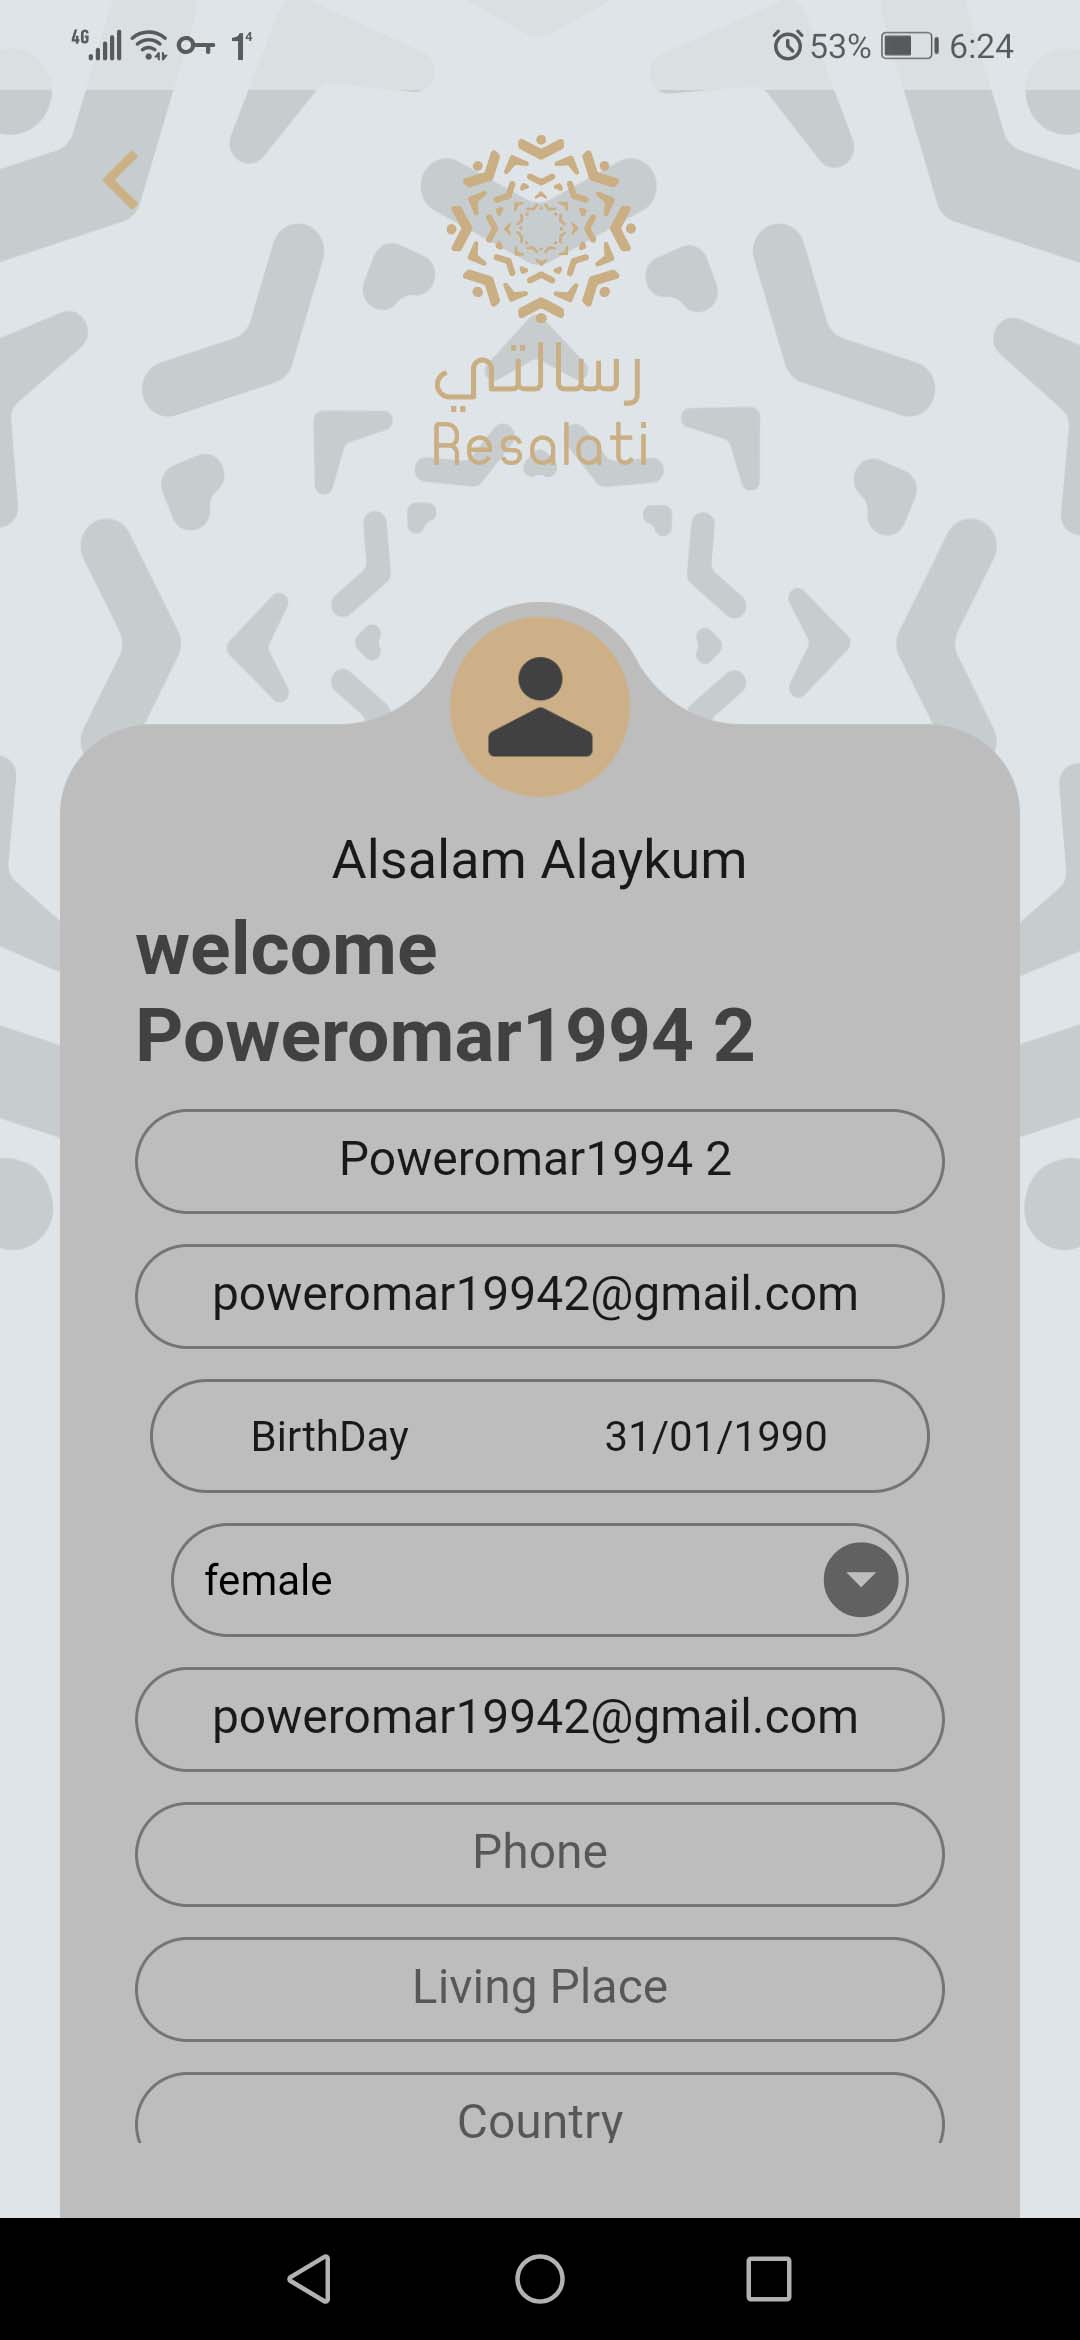 4G 1⁴ 53% 6:24
رسالتي
Resalati
Alsalam Alaykum
welcome
Poweromar1994 2
Poweromar1994 2
poweromar19942@gmail.com
BirthDay 31/01/1990
female
poweromar19942@gmail.com
Phone
Living Place
Country